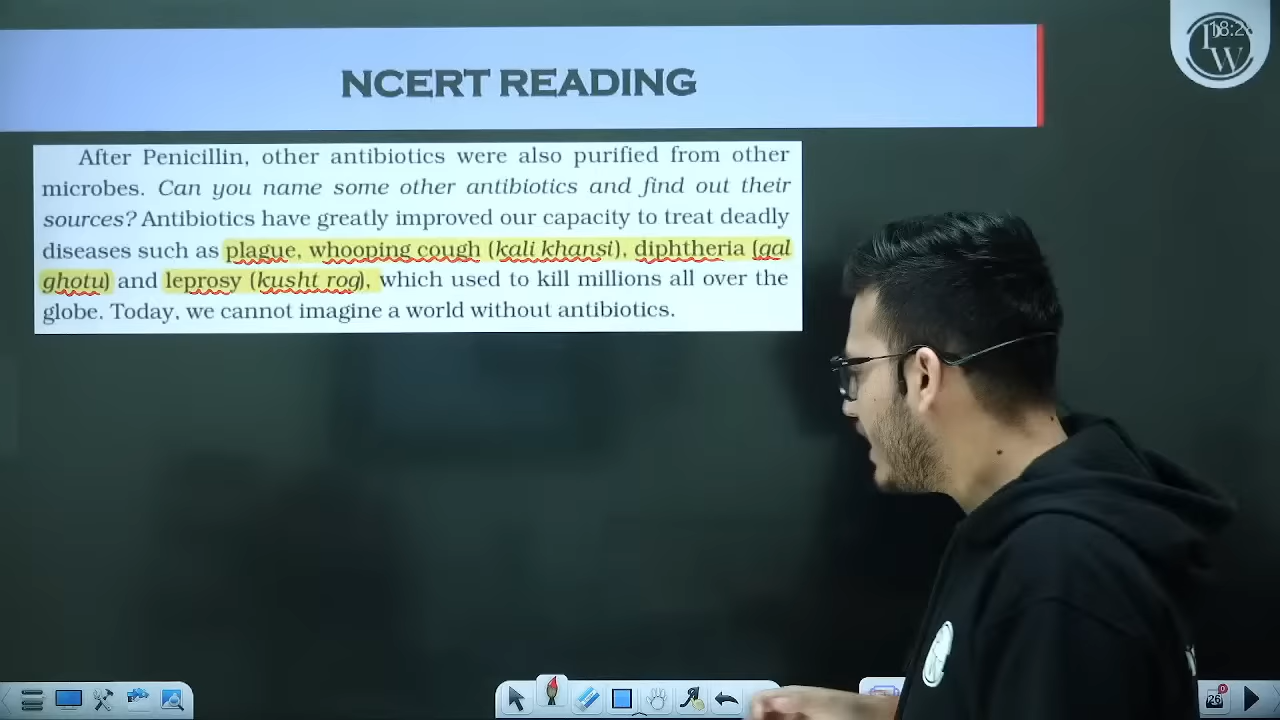 NCERT READING
After Penicillin, other antibiotics were also purified from other
microbes. Can you name some other antibiotics and find out their
sources? Antibiotics have greatly improved our capacity to treat deadly
diseases such as plague, whooping cough (kali khansi), diphtheria (gal
ghotu) and leprosy (kusht rog), which used to kill millions all over the
globe. Today, we cannot imagine a world without antibiotics.